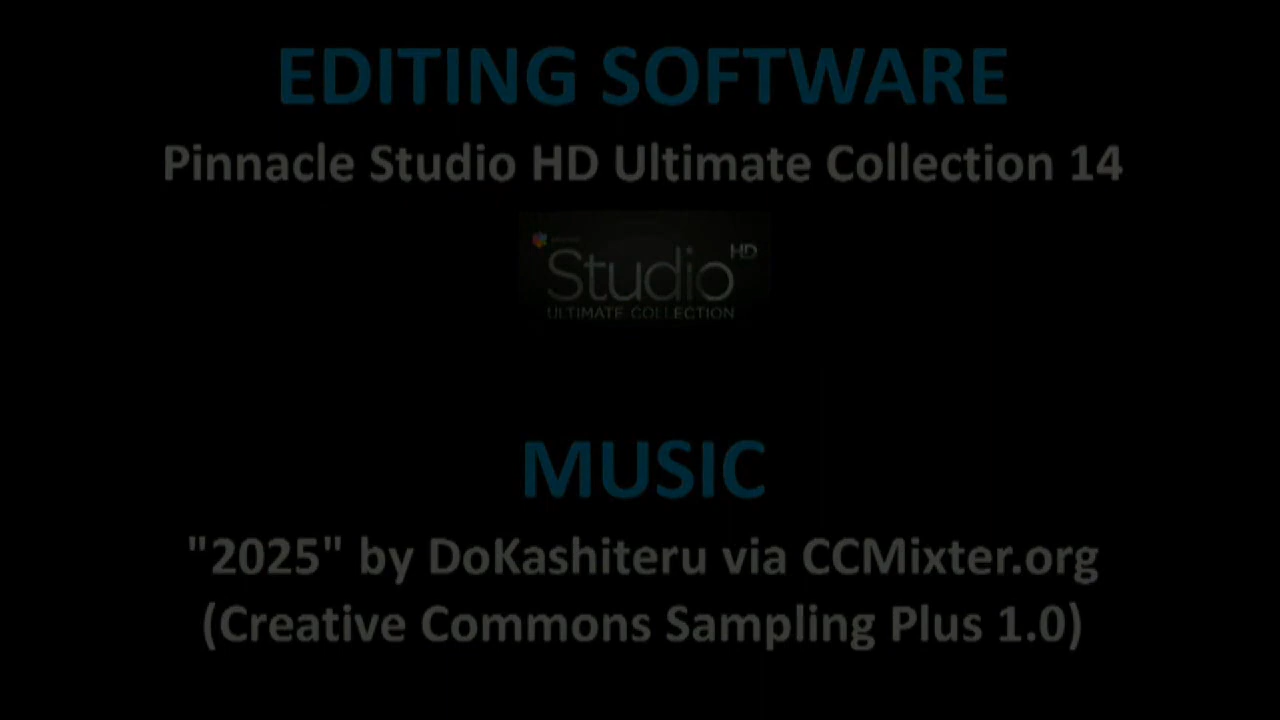 EDITING SOFTWARE
Pinnacle Studio HD Ultimate Collection 14
Studio HD
ULTIMATE COLLECTION
MUSIC
"2025" by DoKashiteru via CCMixter.org
(Creative Commons Sampling Plus 1.0)